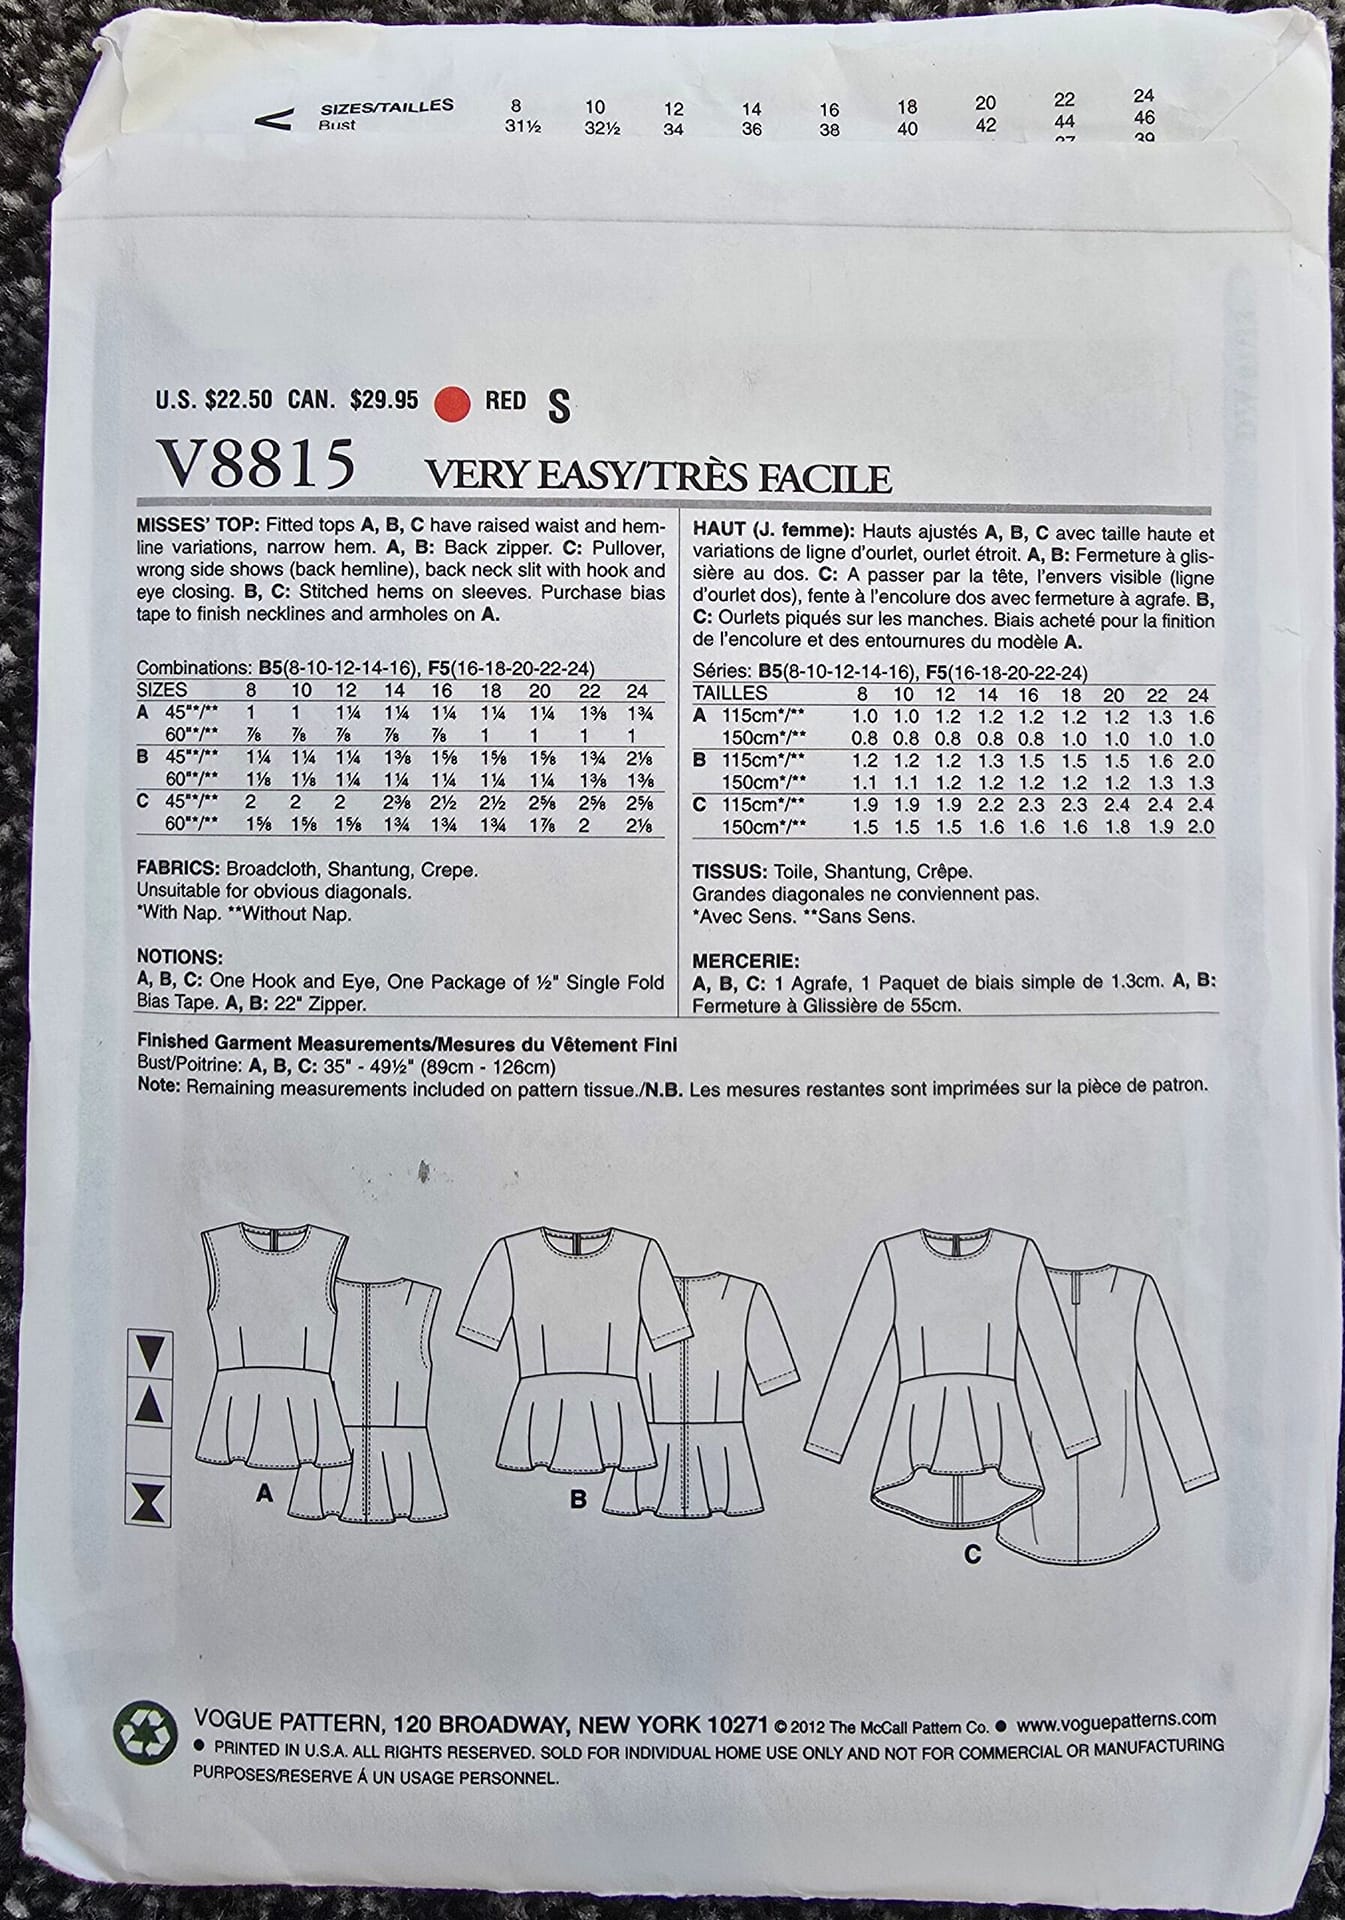 SIZES/TAILLES 8 10 12 14 16 18 20 22 24
Bust 31½ 32½ 34 36 38 40 42 44 46
39
U.S. $22.50 CAN. $29.95 RED S
V8815 VERY EASY/TRÈS FACILE
MISSES' TOP: Fitted tops A, B, C have raised waist and hem-
line variations, narrow hem. A, B: Back zipper. C: Pullover,
wrong side shows (back hemline), back neck slit with hook and
eye closing. B, C: Stitched hems on sleeves. Purchase bias
tape to finish necklines and armholes on A.
Combinations: B5(8-10-12-14-16), F5(16-18-20-22-24)
SIZES 8 10 12 14 16 18 20 22 24
A 45"*/** 1 1 1¼ 1¼ 1¼ 1¼ 1¼ 1⅜ 1¾
60"*/** ⅞ ⅞ ⅞ ⅞ ⅞ 1 1 1 1
B 45"*/** 1¼ 1¼ 1¼ 1⅜ 1⅝ 1⅝ 1⅝ 1¾ 2⅛
60"*/** 1⅛ 1⅛ 1¼ 1¼ 1¼ 1¼ 1¼ 1⅜ 1⅜
C 45"*/** 2 2 2 2⅜ 2½ 2½ 2⅝ 2⅝ 2⅝
60"*/** 1⅝ 1⅝ 1⅝ 1¾ 1¾ 1¾ 1⅞ 2 2⅛
FABRICS: Broadcloth, Shantung, Crepe.
Unsuitable for obvious diagonals.
*With Nap. **Without Nap.
NOTIONS:
A, B, C: One Hook and Eye, One Package of ½" Single Fold
Bias Tape. A, B: 22" Zipper.
HAUT (J. femme): Hauts ajustés A, B, C avec taille haute et
variations de ligne d'ourlet, ourlet étroit. A, B: Fermeture à glis-
sière au dos. C: A passer par la tête, l'envers visible (ligne
d'ourlet dos), fente à l'encolure dos avec fermeture à agrafe. B,
C: Ourlets piqués sur les manches. Biais acheté pour la finition
de l'encolure et des entournures du modèle A.
Séries: B5(8-10-12-14-16), F5(16-18-20-22-24)
TAILLES 8 10 12 14 16 18 20 22 24
A 115cm*/** 1.0 1.0 1.2 1.2 1.2 1.2 1.2 1.3 1.6
150cm*/** 0.8 0.8 0.8 0.8 0.8 1.0 1.0 1.0 1.0
B 115cm*/** 1.2 1.2 1.2 1.3 1.5 1.5 1.5 1.6 2.0
150cm*/** 1.1 1.1 1.2 1.2 1.2 1.2 1.2 1.3 1.3
C 115cm*/** 1.9 1.9 1.9 2.2 2.3 2.3 2.4 2.4 2.4
150cm*/** 1.5 1.5 1.5 1.6 1.6 1.6 1.8 1.9 2.0
TISSUS: Toile, Shantung, Crêpe.
Grandes diagonales ne conviennent pas.
*Avec Sens. **Sans Sens.
MERCERIE:
A, B, C: 1 Agrafe, 1 Paquet de biais simple de 1.3cm. A, B:
Fermeture à Glissière de 55cm.
Finished Garment Measurements/Mesures du Vêtement Fini
Bust/Poitrine: A, B, C: 35" - 49½" (89cm - 126cm)
Note: Remaining measurements included on pattern tissue./N.B. Les mesures restantes sont imprimées sur la pièce de patron.
A
B
C
VOGUE PATTERN, 120 BROADWAY, NEW YORK 10271 © 2012 The McCall Pattern Co. ● www.voguepatterns.com
● PRINTED IN U.S.A. ALL RIGHTS RESERVED. SOLD FOR INDIVIDUAL HOME USE ONLY AND NOT FOR COMMERCIAL OR MANUFACTURING
PURPOSES/RESERVE Á UN USAGE PERSONNEL.